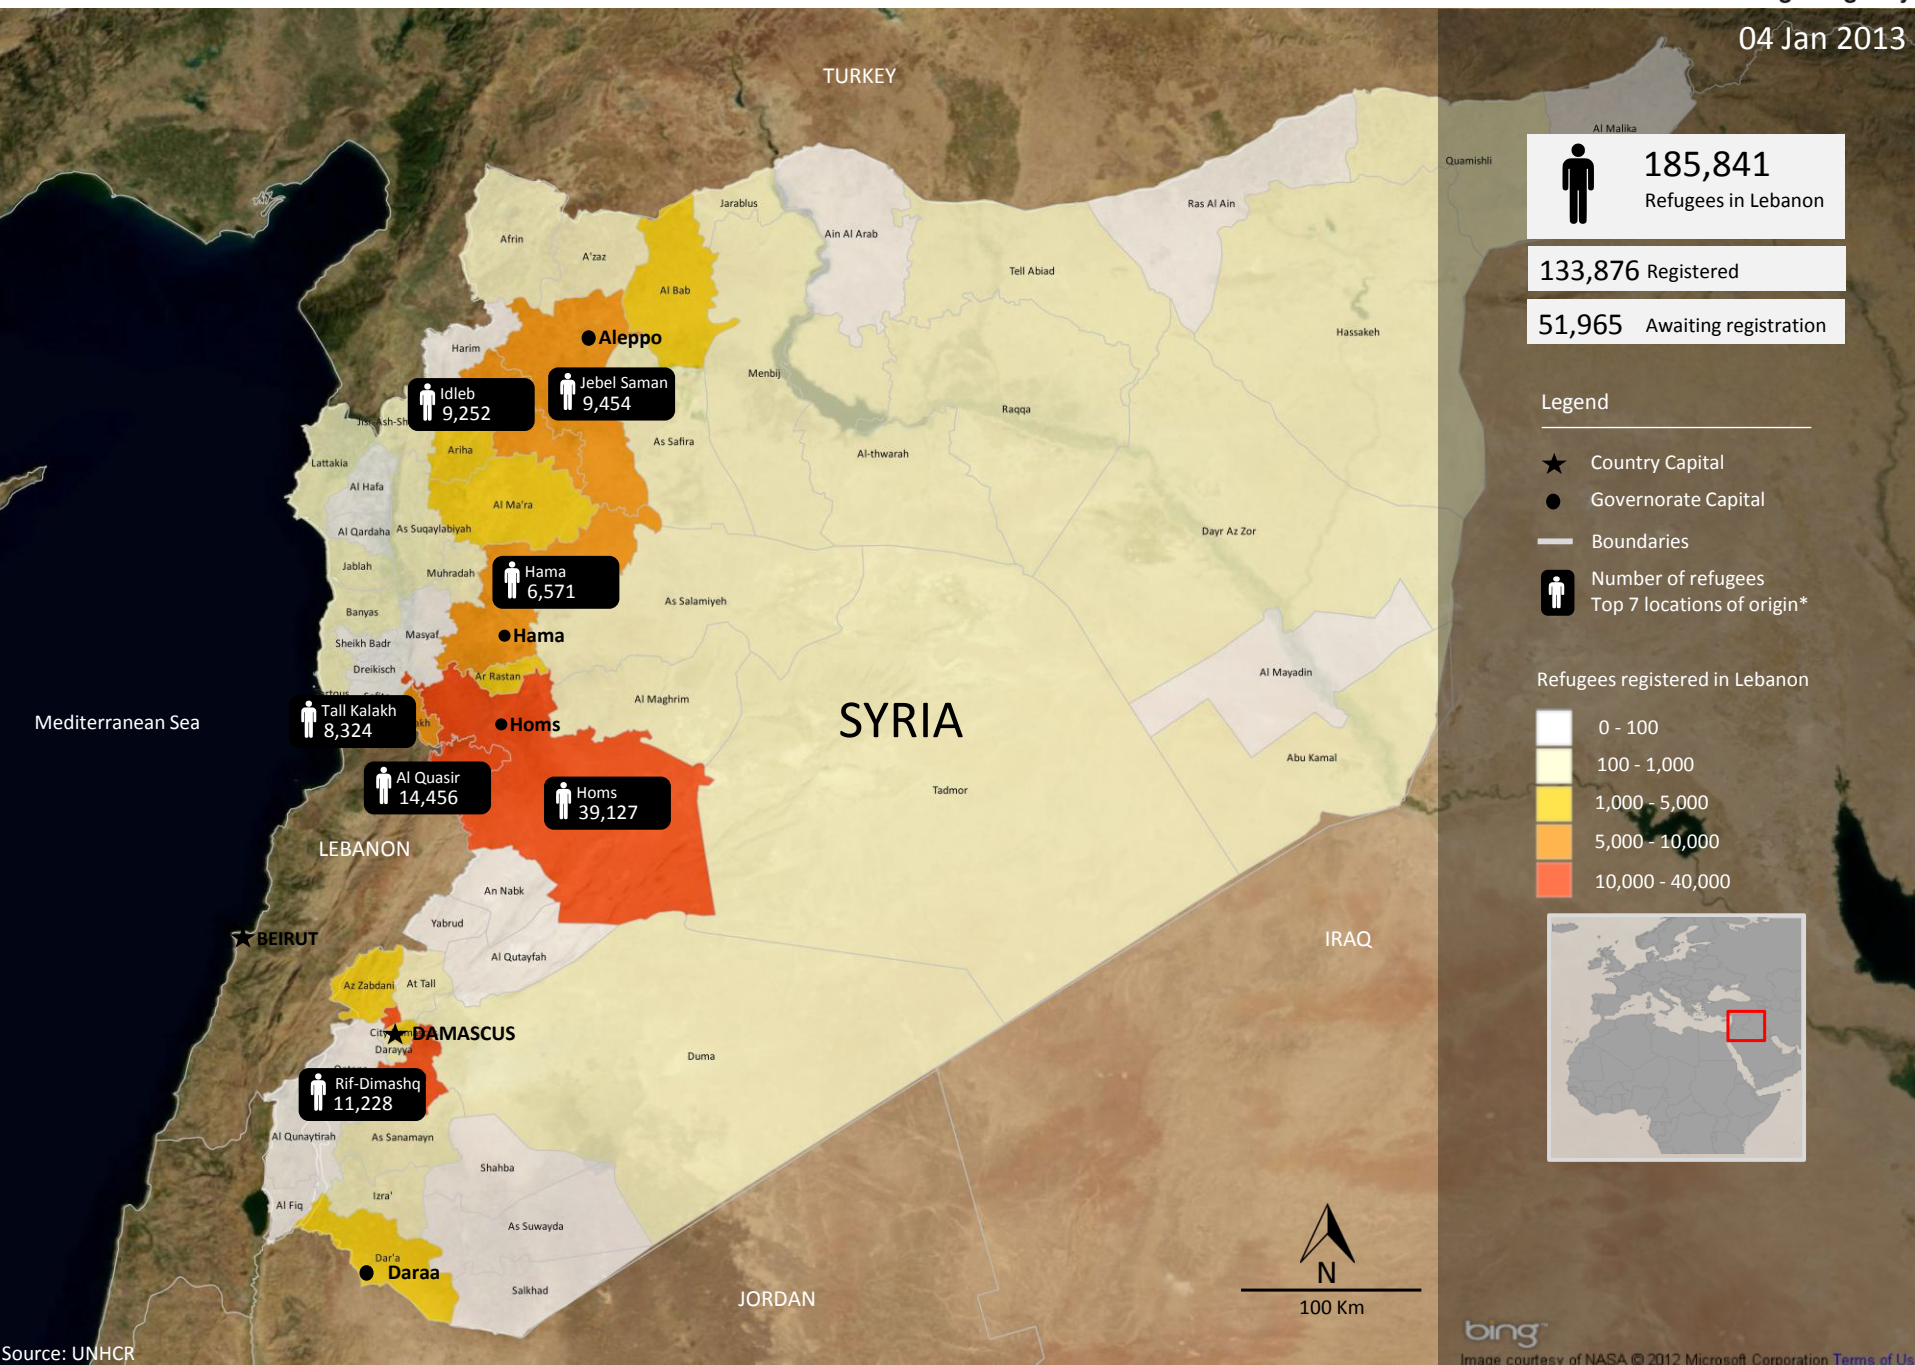 04 Jan 2013
TURKEY
Al Malika
Quamishli
185,841
Refugees in Lebanon
133,876 Registered
51,965 Awaiting registration
Jarablus
Ras Al Ain
Afrin
Ain Al Arab
A'zaz
Tell Abiad
Al Bab
Hassakeh
Aleppo
Harim
Menbij
Idleb
9,252
Jebel Saman
9,454
Raqqa
As Safira
Ariha
Al-thwarah
Lattakia
Al Hafa
Al Ma'ra
Al Qardaha
As Suqaylabiyah
Dayr Az Zor
Jablah
Muhradah
Hama
6,571
As Salamiyeh
Banyas
Masyaf
Hama
Sheikh Badr
Dreikisch
Ar Rastan
Al Mayadin
Al Maghrim
Mediterranean Sea
Tall Kalakh
8,324
Homs
SYRIA
Abu Kamal
Al Quasir
14,456
Homs
39,127
Tadmor
LEBANON
An Nabk
Yabrud
BEIRUT
Al Qutayfah
IRAQ
Az Zabdani
At Tall
City
DAMASCUS
Darayya
Duma
Rif-Dimashq
11,228
Al Qunaytirah
As Sanamayn
Shahba
Izra'
Al Fiq
As Suwayda
Dar'a
Daraa
Salkhad
JORDAN
N
100 Km
Legend
Country Capital
Governorate Capital
Boundaries
Number of refugees
Top 7 locations of origin*
Refugees registered in Lebanon
0 - 100
100 - 1,000
1,000 - 5,000
5,000 - 10,000
10,000 - 40,000
Source: UNHCR
bing™
Image courtesy of NASA © 2012 Microsoft Corporation Terms of Us